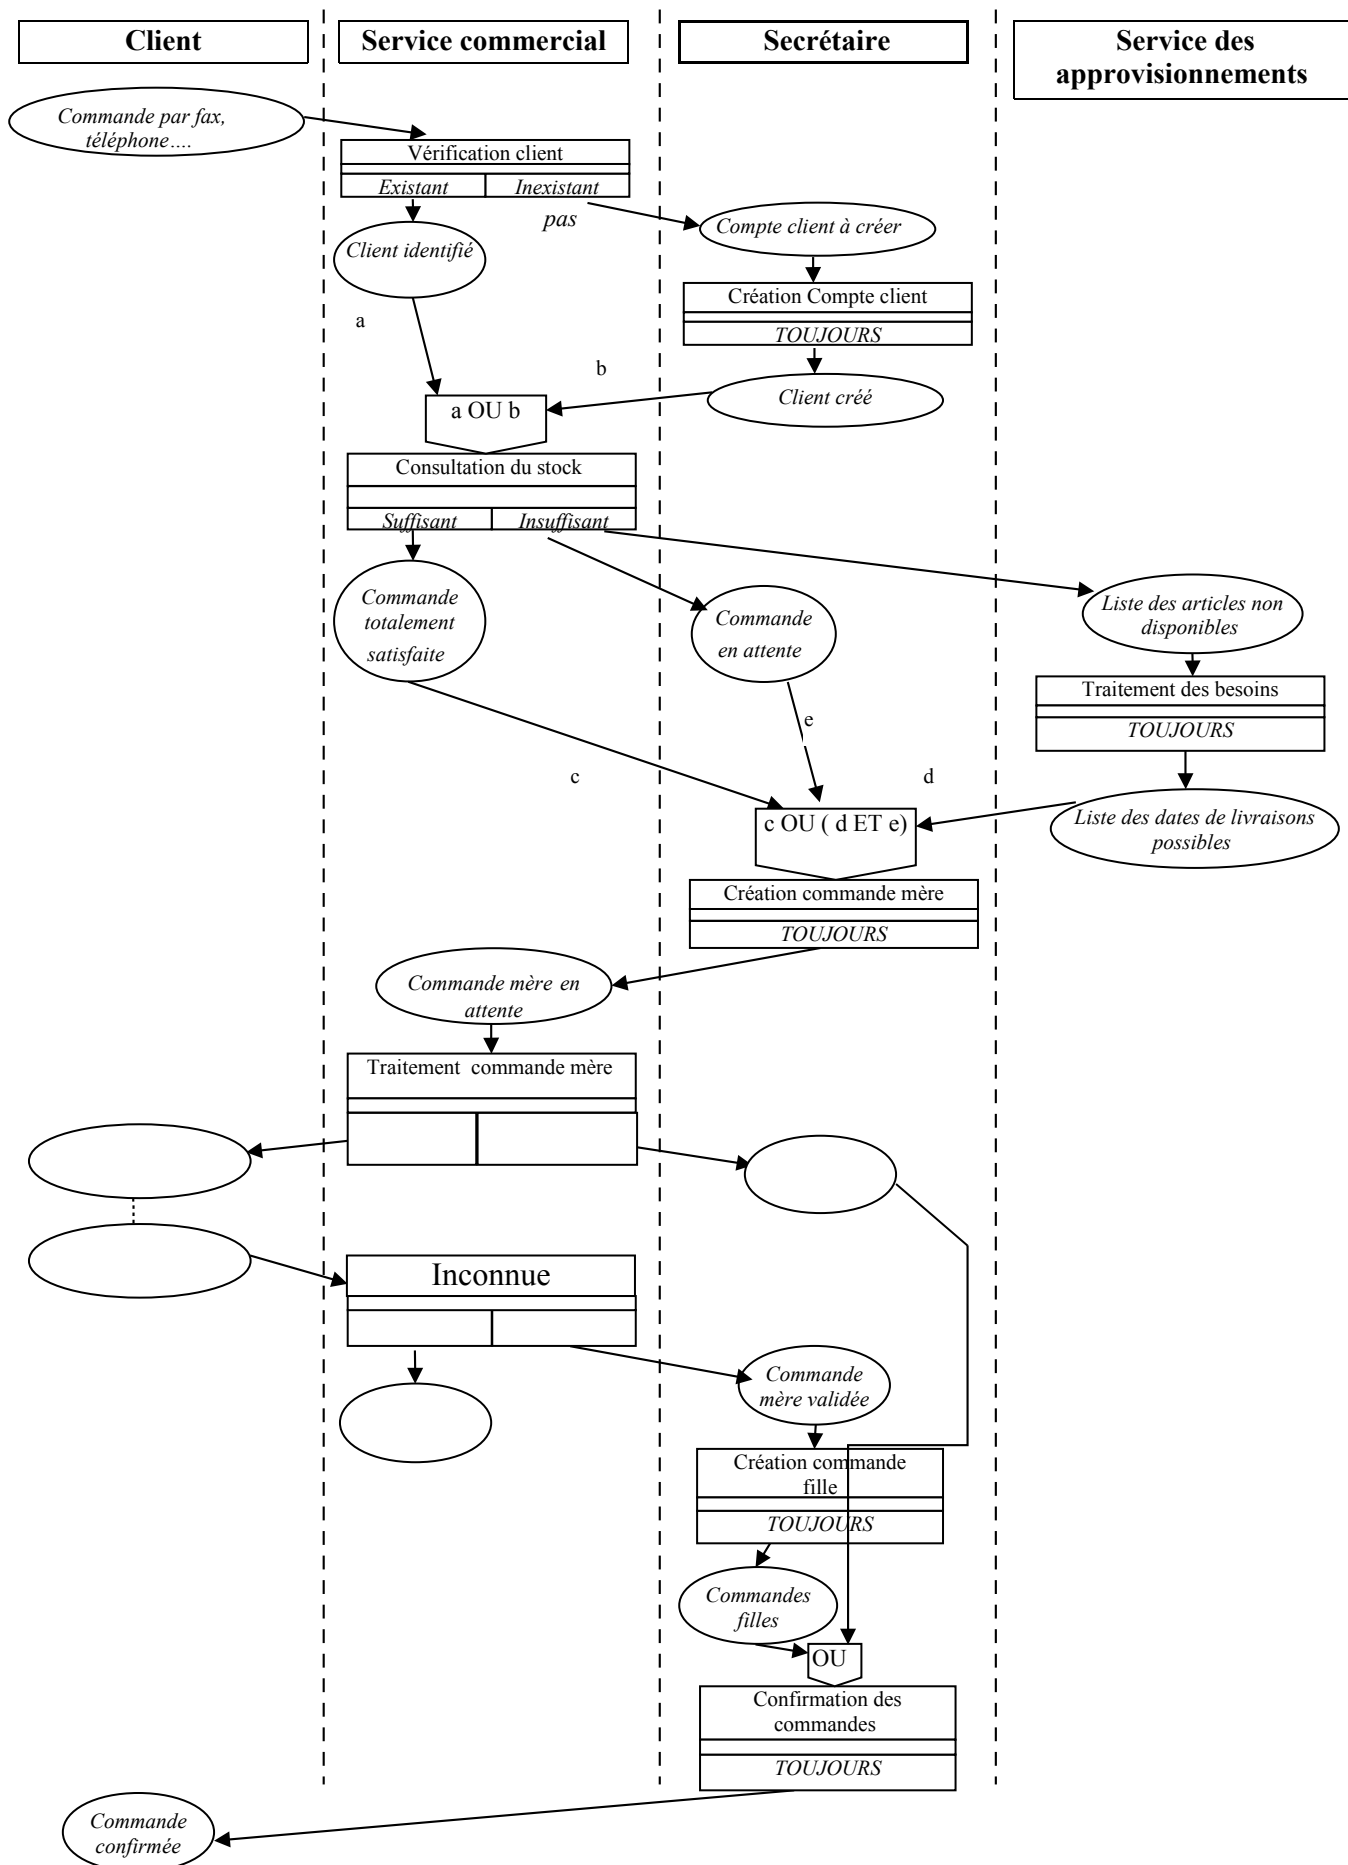 Client
Service commercial
Secrétaire
Service des
approvisionnements
Commande par fax,
téléphone....
Vérification client
Existant
Inexistant
pas
Compte client à créer
Client identifié
Création Compte client
TOUJOURS
a
b
Client créé
a OU b
Consultation du stock
Suffisant
Insuffisant
Commande
totalement
satisfaite
Commande
en attente
Liste des articles non
disponibles
Traitement des besoins
TOUJOURS
e
c
d
c OU ( d ET e)
Liste des dates de livraisons
possibles
Création commande mère
TOUJOURS
Commande mère en
attente
Traitement commande mère
Inconnue
Commande
mère validée
Création commande
fille
TOUJOURS
Commandes
filles
OU
Confirmation des
commandes
TOUJOURS
Commande
confirmée